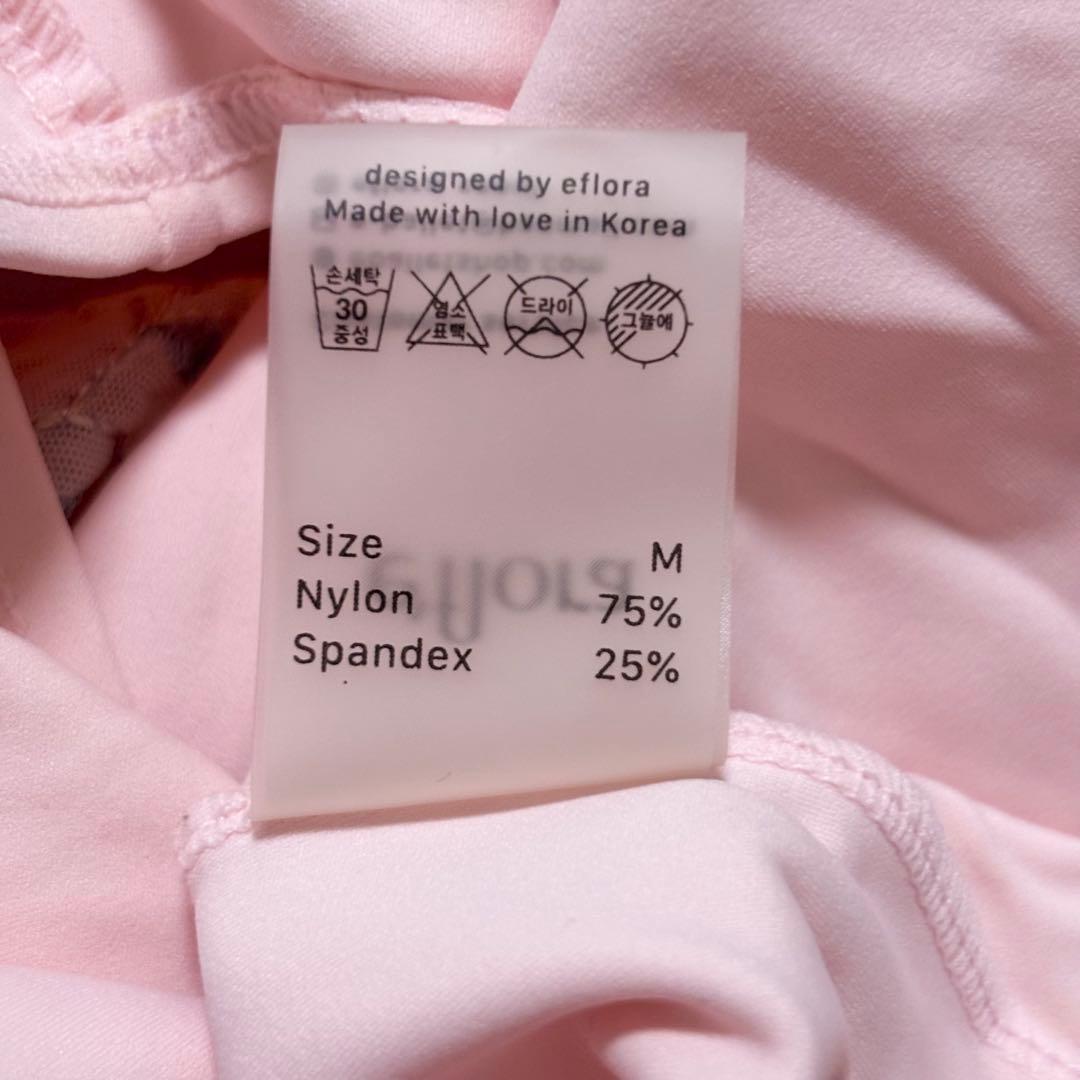 designed by eflora
Made with love in Korea
손세탁
30
중성
염소
표백
드라이
그늘에
Size M
Nylon 75%
Spandex 25%
eflora